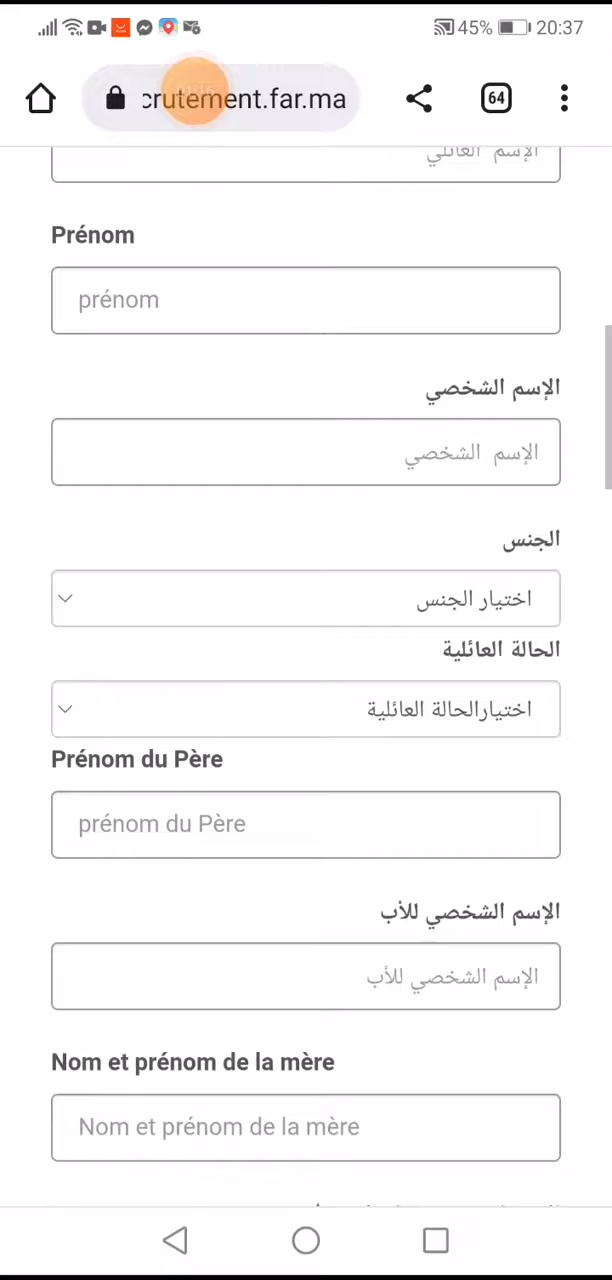 45% 20:37
crutement.far.ma
64
الإسم العائلي
Prénom
prénom
الإسم الشخصي
الإسم الشخصي
الجنس
اختيار الجنس
الحالة العائلية
اختيارالحالة العائلية
Prénom du Père
prénom du Père
الإسم الشخصي للأب
الإسم الشخصي للأب
Nom et prénom de la mère
Nom et prénom de la mère